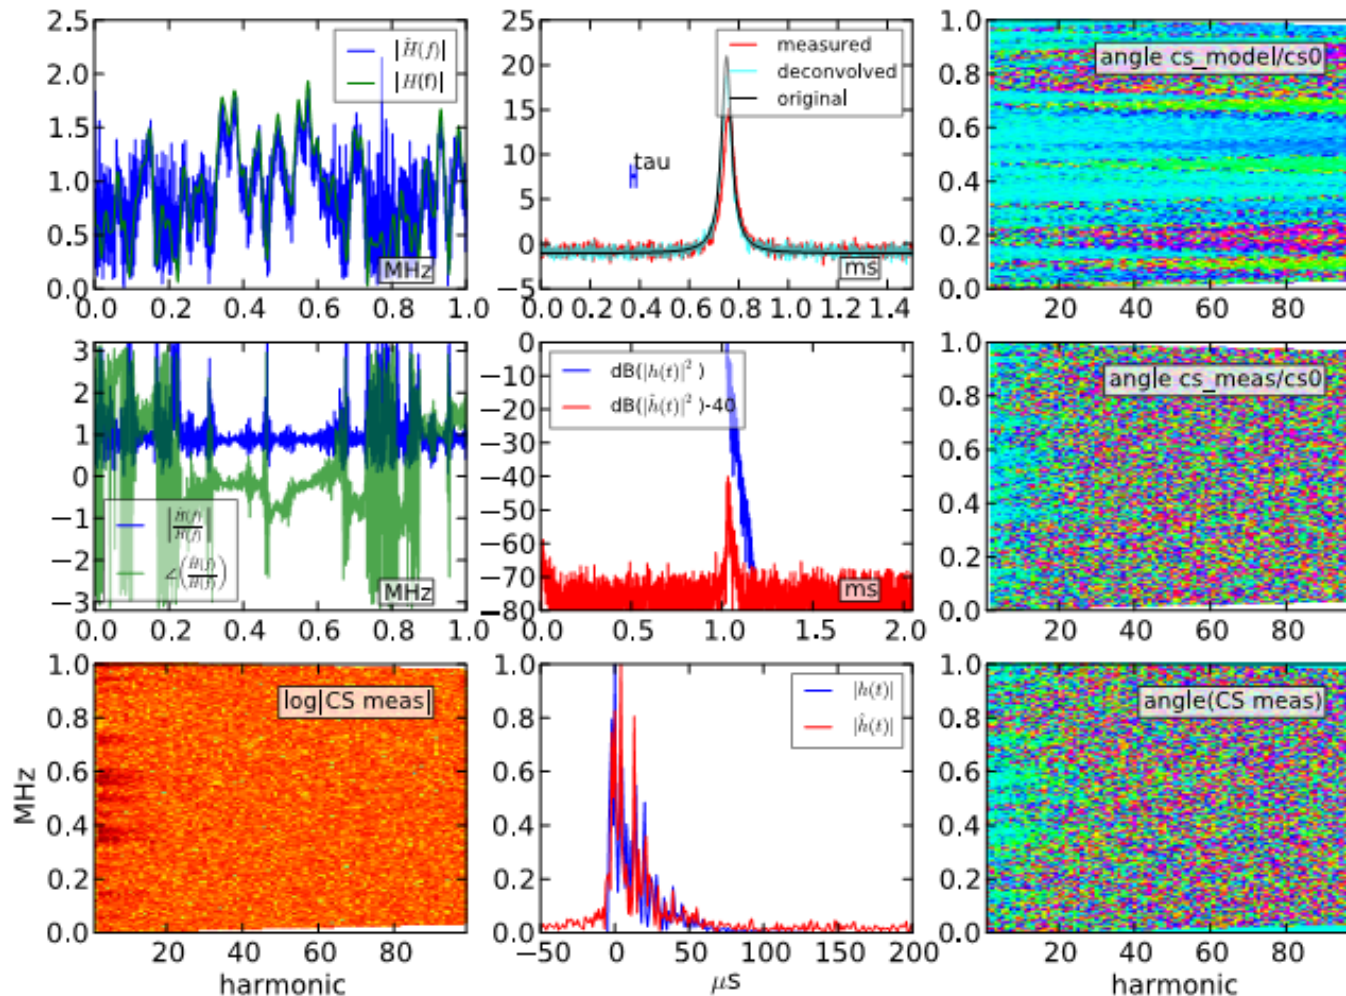 2.5
2.0
1.5
1.0
0.5
0.0
0.0 0.2 0.4 0.6 0.8 1.0
|H̃(f)|
|H(f)|
MHz
25
20
15
10
5
0
−5
0.0 0.2 0.4 0.6 0.8 1.0 1.2 1.4
measured
deconvolved
original
tau
ms
1.0
0.8
0.6
0.4
0.2
0.0
20 40 60 80
angle cs_model/cs0
3
2
1
0
−1
−2
−3
0.0 0.2 0.4 0.6 0.8 1.0
|H̃(f)/H(f)|
∠(H̃(f)/H(f))
MHz
0
−10
−20
−30
−40
−50
−60
−70
−80
0.0 0.5 1.0 1.5 2.0
dB(|h(t)|² )
dB(|h̃(t)|² )-40
ms
1.0
0.8
0.6
0.4
0.2
0.0
20 40 60 80
angle cs_meas/cs0
MHz
1.0
0.8
0.6
0.4
0.2
0.0
20 40 60 80
harmonic
log|CS meas|
1.0
0.8
0.6
0.4
0.2
0.0
−50 0 50 100 150 200
μs
|h(t)|
|h̃(t)|
1.0
0.8
0.6
0.4
0.2
0.0
20 40 60 80
harmonic
angle(CS meas)